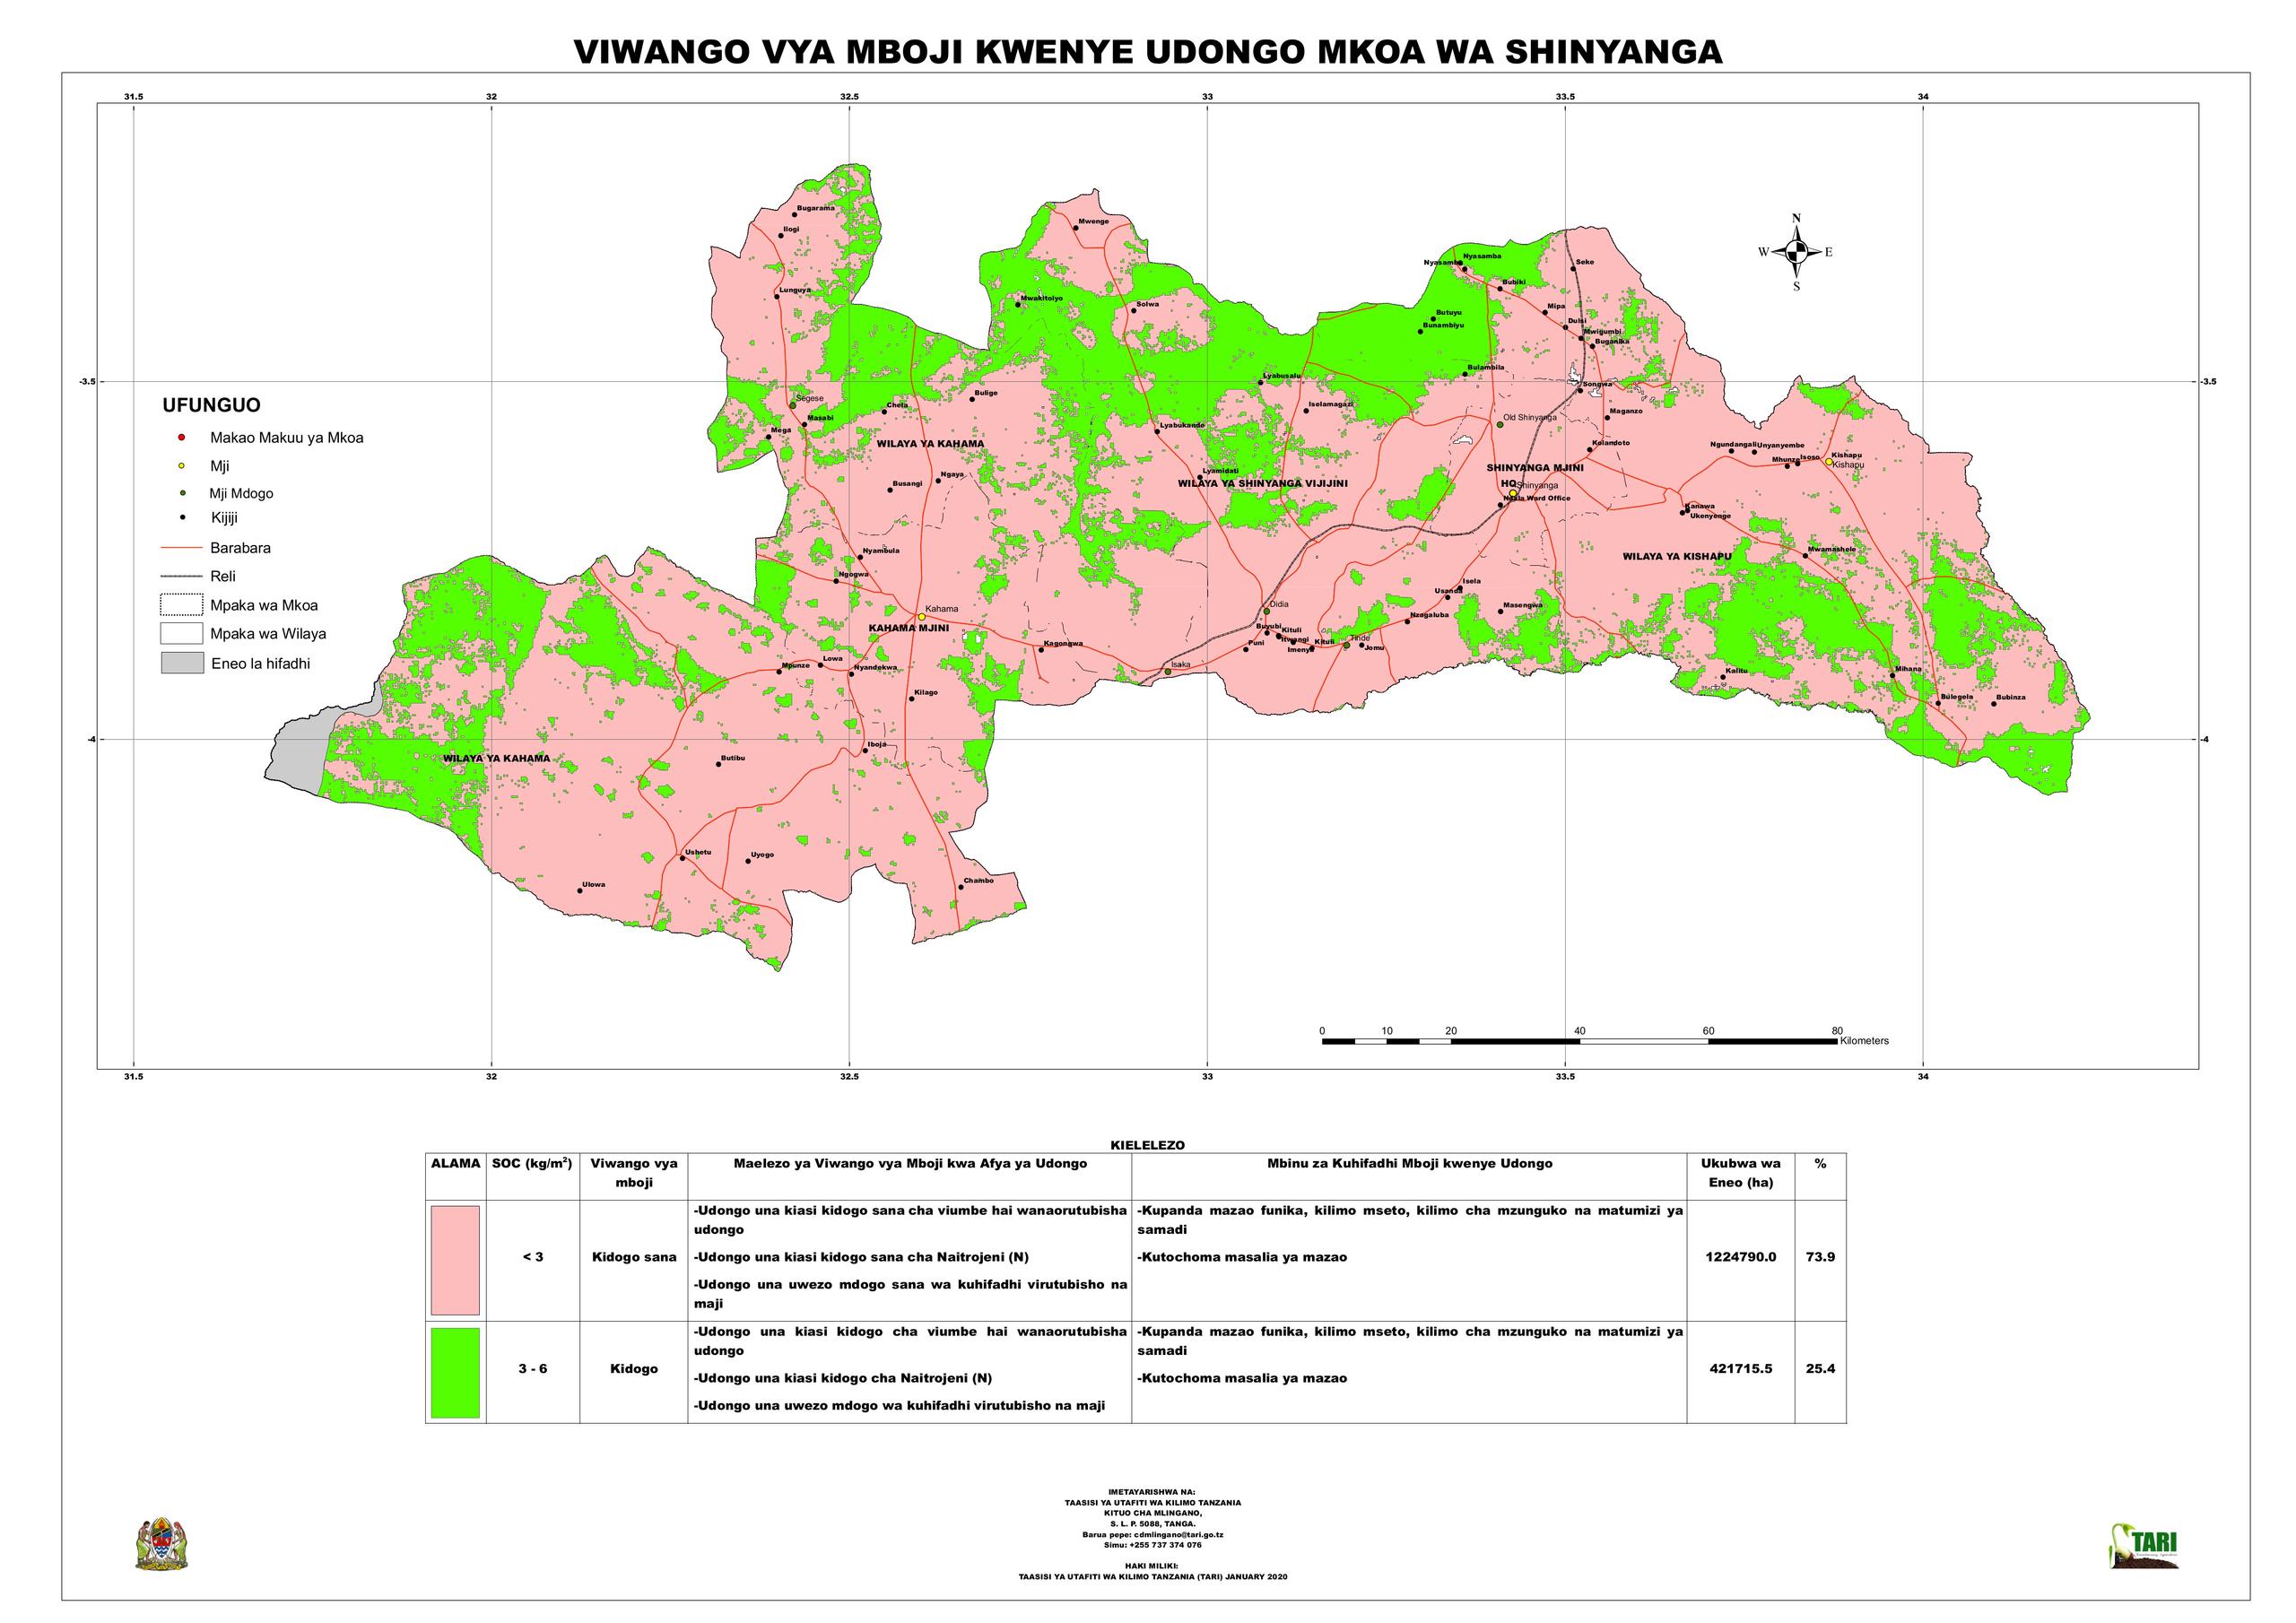 VIWANGO VYA MBOJI KWENYE UDONGO MKOA WA SHINYANGA
31.5 32 32.5 33 33.5 34
Bugarama
Ilogi
Mwenge
N
W E
S
Nyasamba Nyasamba
Seke
Lunguya
Bubiki
Mwakitolyo
Solwa
Mipa
Butuyu
Dulsi
Bunambiyu
Mwigumbi
Buganika
-3.5 -3.5
Lyabusalu
Bulambila
Songwa
Segese
Bulige
Chela
Iselamagazi
Masabi
Maganzo
Old Shinyanga
Mega
Lyabukande
WILAYA YA KAHAMA
Kolandoto
Ngundangali Unyanyembe
Mhunze Isoso
Kishapu
Kishapu
Ngaya
Lyamidati
SHINYANGA MJINI
Busangi
WILAYA YA SHINYANGA VIJIJINI
HQ Shinyanga
Ndala Ward Office
Kanawa
Ukenyenge
Nyambula
Mwamashele
WILAYA YA KISHAPU
Ngogwa
Isela
Usanda
Kahama
Didia
Masengwa
KAHAMA MJINI
Nzagaluba
Buyubi
Kituli
Kagongwa
Puni
Imenya
Kituli
Tinde
Jomu
Lowa
Mpunze
Nyandekwa
Isaka
Mihana
Kalitu
Kilago
Bulegela
Bubinza
-4 -4
Iboja
WILAYA YA KAHAMA
Butibu
Ushetu
Uyogo
Ulowa
Chambo
UFUNGUO
Makao Makuu ya Mkoa
Mji
Mji Mdogo
Kijiji
Barabara
Reli
Mpaka wa Mkoa
Mpaka wa Wilaya
Eneo la hifadhi
0 10 20 40 60 80
Kilometers
31.5 32 32.5 33 33.5 34
KIELELEZO
ALAMA SOC (kg/m²) Viwango vya mboji Maelezo ya Viwango vya Mboji kwa Afya ya Udongo Mbinu za Kuhifadhi Mboji kwenye Udongo Ukubwa wa Eneo (ha) %
< 3 Kidogo sana
-Udongo una kiasi kidogo sana cha viumbe hai wanaorutubisha
udongo
-Udongo una kiasi kidogo sana cha Naitrojeni (N)
-Udongo una uwezo mdogo sana wa kuhifadhi virutubisho na
maji
-Kupanda mazao funika, kilimo mseto, kilimo cha mzunguko na matumizi ya
samadi
-Kutochoma masalia ya mazao
1224790.0 73.9
3 - 6 Kidogo
-Udongo una kiasi kidogo cha viumbe hai wanaorutubisha
udongo
-Udongo una kiasi kidogo cha Naitrojeni (N)
-Udongo una uwezo mdogo wa kuhifadhi virutubisho na maji
-Kupanda mazao funika, kilimo mseto, kilimo cha mzunguko na matumizi ya
samadi
-Kutochoma masalia ya mazao
421715.5 25.4
IMETAYARISHWA NA:
TAASISI YA UTAFITI WA KILIMO TANZANIA
KITUO CHA MLINGANO,
S. L. P. 5088, TANGA.
Barua pepe: cdmlingano@tari.go.tz
Simu: +255 737 374 076
HAKI MILIKI:
TAASISI YA UTAFITI WA KILIMO TANZANIA (TARI) JANUARY 2020
TARI